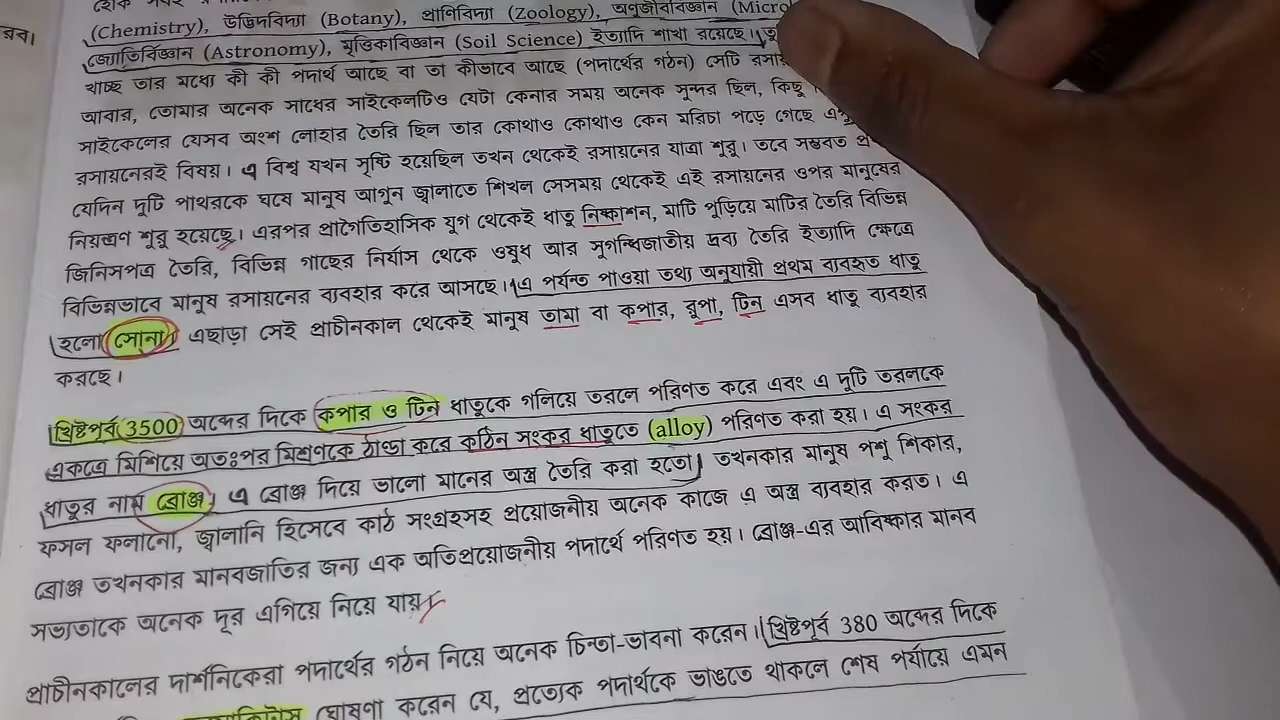 রব।
(Chemistry), উদ্ভিদবিদ্যা (Botany), প্রাণিবিদ্যা (Zoology), অণুজীববিজ্ঞান (Micro
জ্যোতির্বিজ্ঞান (Astronomy), মৃত্তিকাবিজ্ঞান (Soil Science) ইত্যাদি শাখা রয়েছে।
খাচ্ছ তার মধ্যে কী কী পদার্থ আছে বা তা কীভাবে আছে (পদার্থের গঠন) সেটি
আবার, তোমার অনেক সাধের সাইকেলটিও যেটা কেনার সময় অনেক সুন্দর ছিল, কিছু
সাইকেলের যেসব অংশ লোহার তৈরি ছিল তার কোথাও কোথাও কেন মরিচা পড়ে গেছে
রসায়নেরই বিষয়। এ বিশ্ব যখন সৃষ্টি হয়েছিল তখন থেকেই রসায়নের যাত্রা শুরু। তবে সম্ভবত
যেদিন দুটি পাথরকে ঘষে মানুষ আগুন জ্বালাতে শিখল সেসময় থেকেই এই রসায়নের ওপর মানুষের
নিয়ন্ত্রণ শুরু হয়েছে। এরপর প্রাগৈতিহাসিক যুগ থেকেই ধাতু নিষ্কাশন, মাটি পুড়িয়ে মাটির তৈরি বিভিন্ন
জিনিসপত্র তৈরি, বিভিন্ন গাছের নির্যাস থেকে ওষুধ আর সুগন্ধিজাতীয় দ্রব্য তৈরি ইত্যাদি ক্ষেত্রে
বিভিন্নভাবে মানুষ রসায়নের ব্যবহার করে আসছে। এ পর্যন্ত পাওয়া তথ্য অনুযায়ী প্রথম ব্যবহৃত ধাতু
হলো সোনা। এছাড়া সেই প্রাচীনকাল থেকেই মানুষ তামা বা কপার, রুপা, টিন এসব ধাতু ব্যবহার
করছে।
খ্রিষ্টপূর্ব 3500 অব্দের দিকে কপার ও টিন ধাতুকে গলিয়ে তরলে পরিণত করে এবং এ দুটি তরলকে
একত্রে মিশিয়ে অতঃপর মিশ্রণকে ঠাণ্ডা করে কঠিন সংকর ধাতুতে (alloy) পরিণত করা হয়। এ সংকর
ধাতুর নাম ব্রোঞ্জ। এ ব্রোঞ্জ দিয়ে ভালো মানের অস্ত্র তৈরি করা হতো। তখনকার মানুষ পশু শিকার,
ফসল ফলানো, জ্বালানি হিসেবে কাঠ সংগ্রহসহ প্রয়োজনীয় অনেক কাজে এ অস্ত্র ব্যবহার করত। এ
ব্রোঞ্জ তখনকার মানবজাতির জন্য এক অতিপ্রয়োজনীয় পদার্থে পরিণত হয়। ব্রোঞ্জ-এর আবিষ্কার মানব
সভ্যতাকে অনেক দূর এগিয়ে নিয়ে যায়।
প্রাচীনকালের দার্শনিকেরা পদার্থের গঠন নিয়ে অনেক চিন্তা-ভাবনা করেন। খ্রিষ্টপূর্ব 380 অব্দের দিকে
ঘোষণা করেন যে, প্রত্যেক পদার্থকে ভাঙতে থাকলে শেষ পর্যায়ে এমন